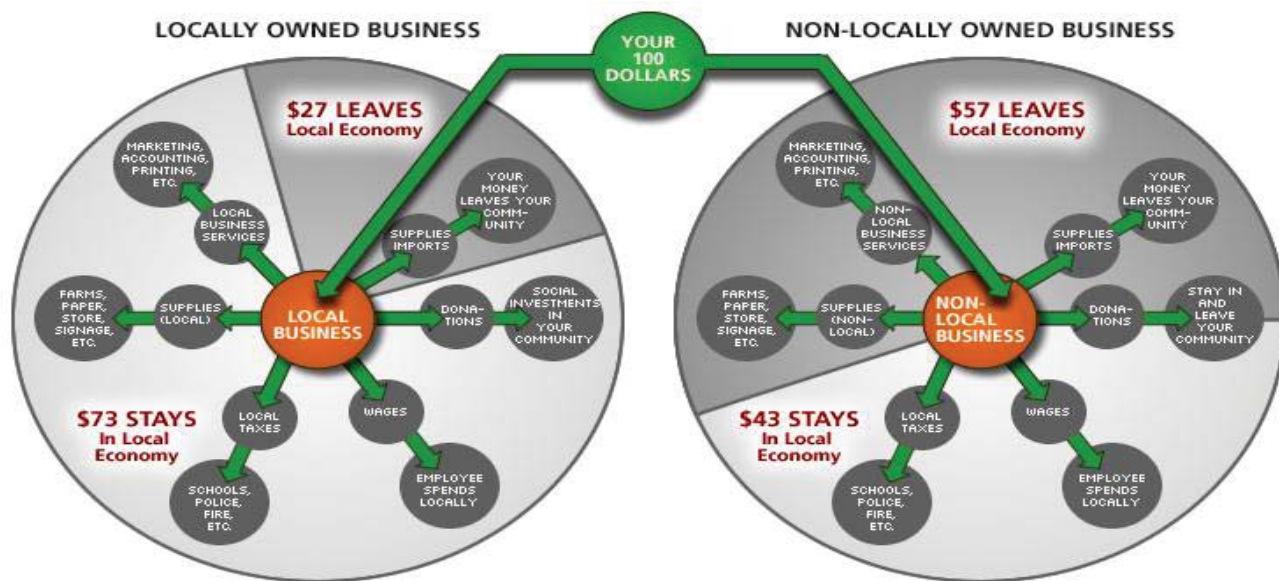 LOCALLY OWNED BUSINESS
YOUR
100
DOLLARS
NON-LOCALLY OWNED BUSINESS
$27 LEAVES
Local Economy
MARKETING,
ACCOUNTING,
PRINTING,
ETC.
LOCAL
BUSINESS
SERVICES
SUPPLIES
IMPORTS
YOUR
MONEY
LEAVES YOUR
COMM-
UNITY
FARMS,
PAPER,
STORE,
SIGNAGE,
ETC.
SUPPLIES
(LOCAL)
LOCAL
BUSINESS
DONA-
TIONS
SOCIAL
INVESTMENTS
IN
YOUR
COMMUNITY
$73 STAYS
In Local
Economy
LOCAL
TAXES
WAGES
SCHOOLS,
POLICE,
FIRE,
ETC.
EMPLOYEE
SPENDS
LOCALLY
$57 LEAVES
Local Economy
MARKETING,
ACCOUNTING,
PRINTING,
ETC.
NON-
LOCAL
BUSINESS
SERVICES
SUPPLIES
IMPORTS
YOUR
MONEY
LEAVES YOUR
COMM-
UNITY
FARMS,
PAPER,
STORE,
SIGNAGE,
ETC.
SUPPLIES
(NON-
LOCAL)
NON-
LOCAL
BUSINESS
DONA-
TIONS
STAY IN
AND
LEAVE
YOUR
COMMUNITY
$43 STAYS
In Local
Economy
LOCAL
TAXES
WAGES
SCHOOLS,
POLICE,
FIRE,
ETC.
EMPLOYEE
SPENDS
LOCALLY